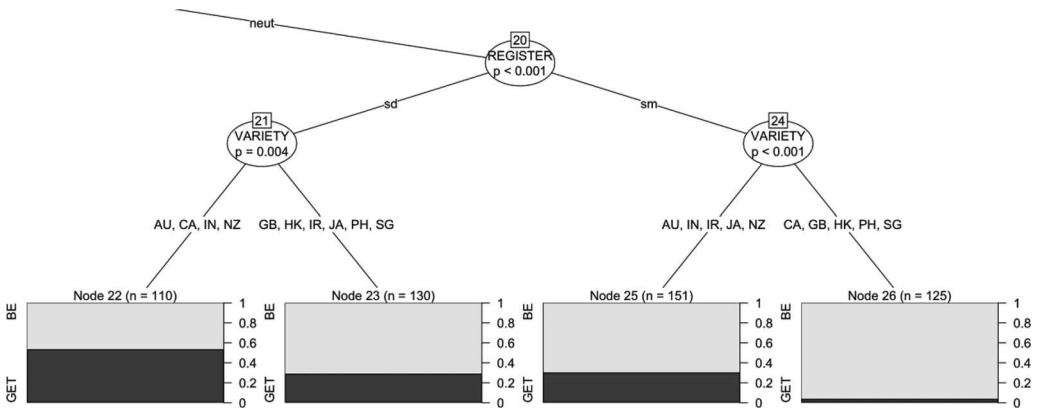 neut
20
REGISTER
p < 0.001
sd
sm
21
VARIETY
p = 0.004
24
VARIETY
p < 0.001
AU, CA, IN, NZ
GB, HK, IR, JA, PH, SG
AU, IN, IR, JA, NZ
CA, GB, HK, PH, SG
Node 22 (n = 110)
BE
GET
1
0.8
0.6
0.4
0.2
0
Node 23 (n = 130)
BE
GET
1
0.8
0.6
0.4
0.2
0
Node 25 (n = 151)
BE
GET
1
0.8
0.6
0.4
0.2
0
Node 26 (n = 125)
BE
GET
1
0.8
0.6
0.4
0.2
0